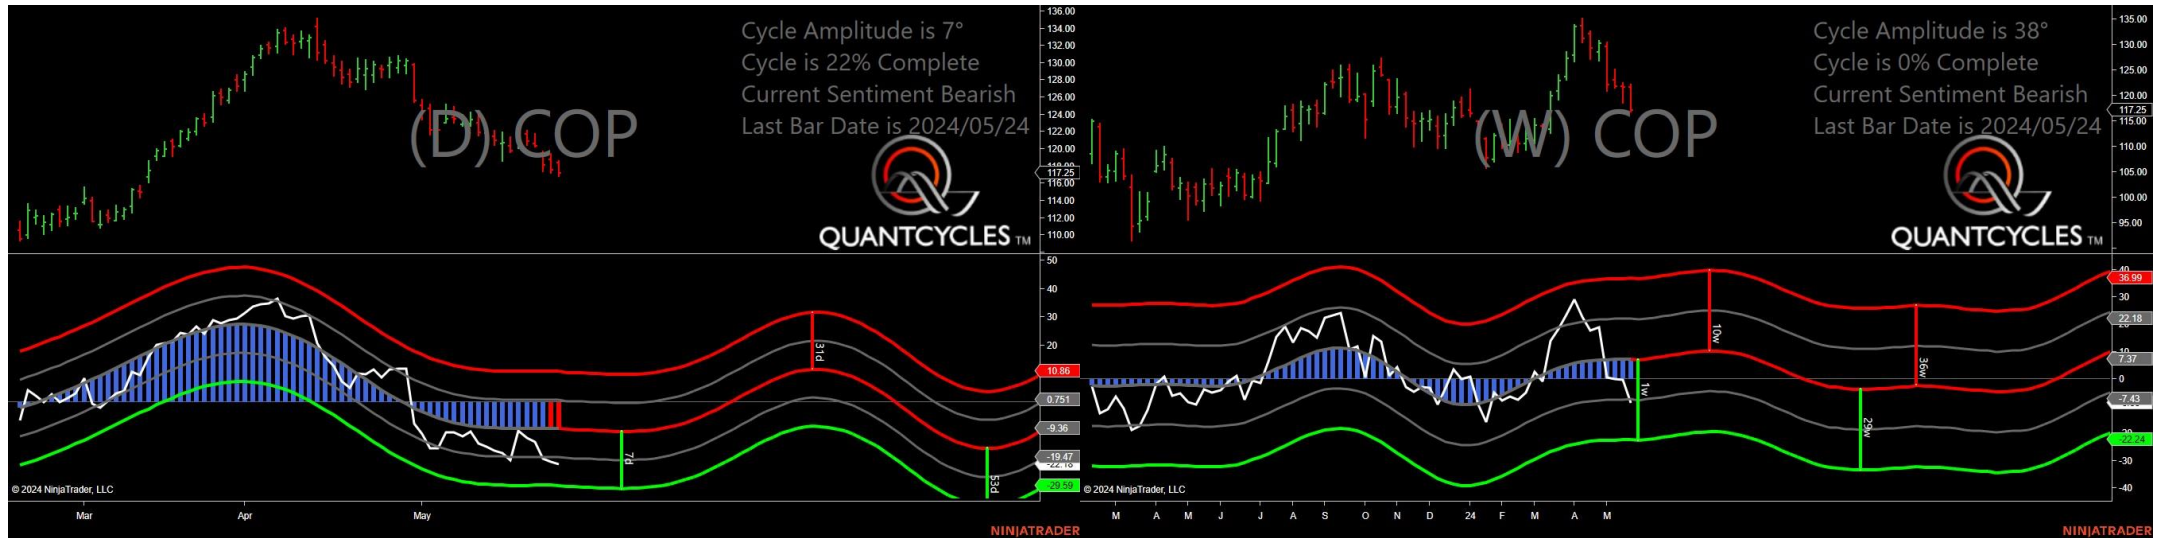 Cycle Amplitude is 7°
Cycle is 22% Complete
Current Sentiment Bearish
Last Bar Date is 2024/05/24
(D) COP
QUANTCYCLES TM
136.00
134.00
132.00
130.00
128.00
126.00
124.00
122.00
120.00
117.25
116.00
114.00
112.00
110.00
50
40
30
20
10.86
0.751
-9.36
-19.47
-22.18
-29.59
31d
7d
53d
© 2024 NinjaTrader, LLC
Mar
Apr
May
NINJATRADER
Cycle Amplitude is 38°
Cycle is 0% Complete
Current Sentiment Bearish
Last Bar Date is 2024/05/24
(W) COP
QUANTCYCLES TM
135.00
130.00
125.00
120.00
117.25
115.00
110.00
105.00
100.00
95.00
40
36.99
30
22.18
7.37
0
-7.43
-22.24
-30
-40
10w
1w
36w
29w
© 2024 NinjaTrader, LLC
M
A
M
J
J
A
S
O
N
D
24
F
M
A
M
NINJATRADER